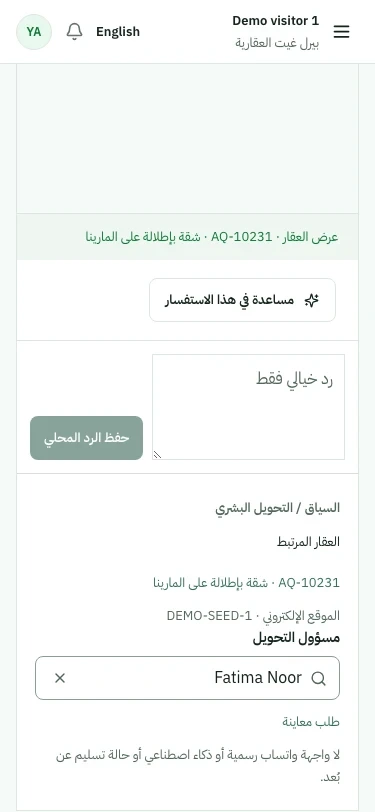 Demo visitor 1
بيرل غيت العقارية
English
YA
عرض العقار · AQ-10231 · شقة بإطلالة على المارينا
مساعدة في هذا الاستفسار
رد خيالي فقط
حفظ الرد المحلي
السياق / التحويل البشري
العقار المرتبط
AQ-10231 · شقة بإطلالة على المارينا
الموقع الإلكتروني · DEMO-SEED-1
مسؤول التحويل
Fatima Noor
طلب معاينة
لا واجهة واتساب رسمية أو ذكاء اصطناعي أو حالة تسليم عن
بُعد.